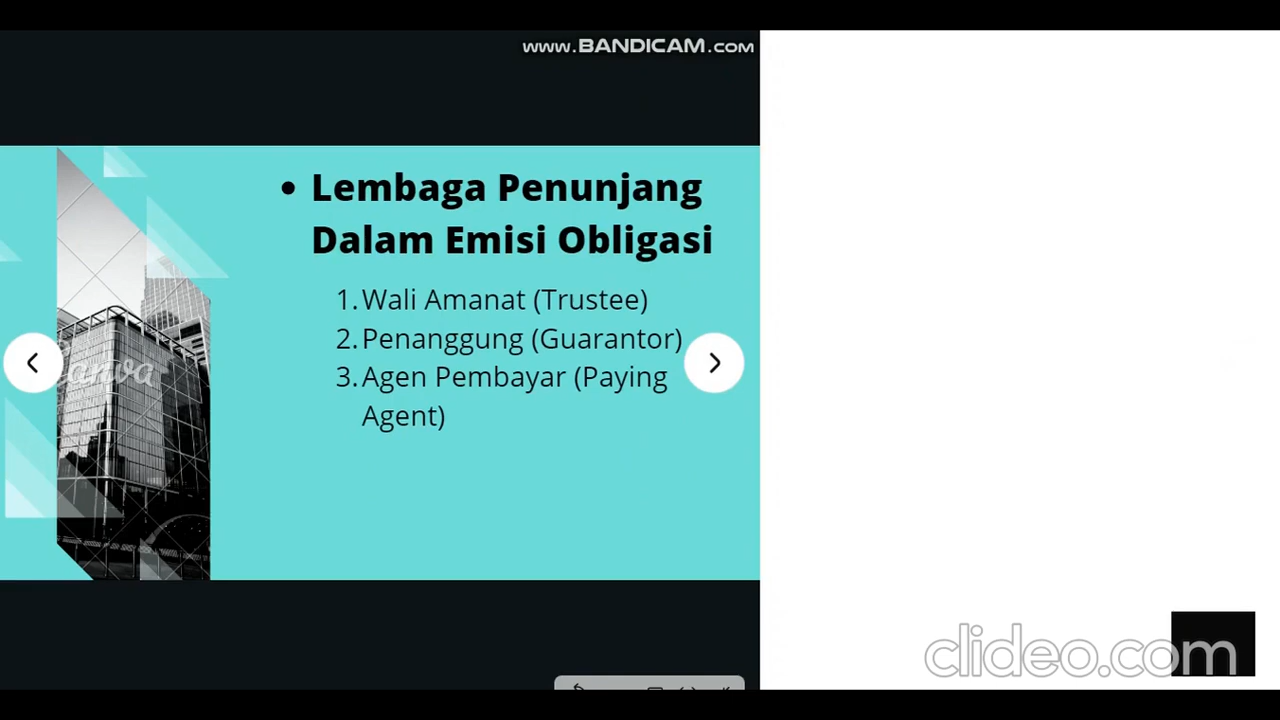 www.BANDICAM.com
• Lembaga Penunjang
Dalam Emisi Obligasi
1. Wali Amanat (Trustee)
2. Penanggung (Guarantor)
3. Agen Pembayar (Paying
Agent)
clideo.com